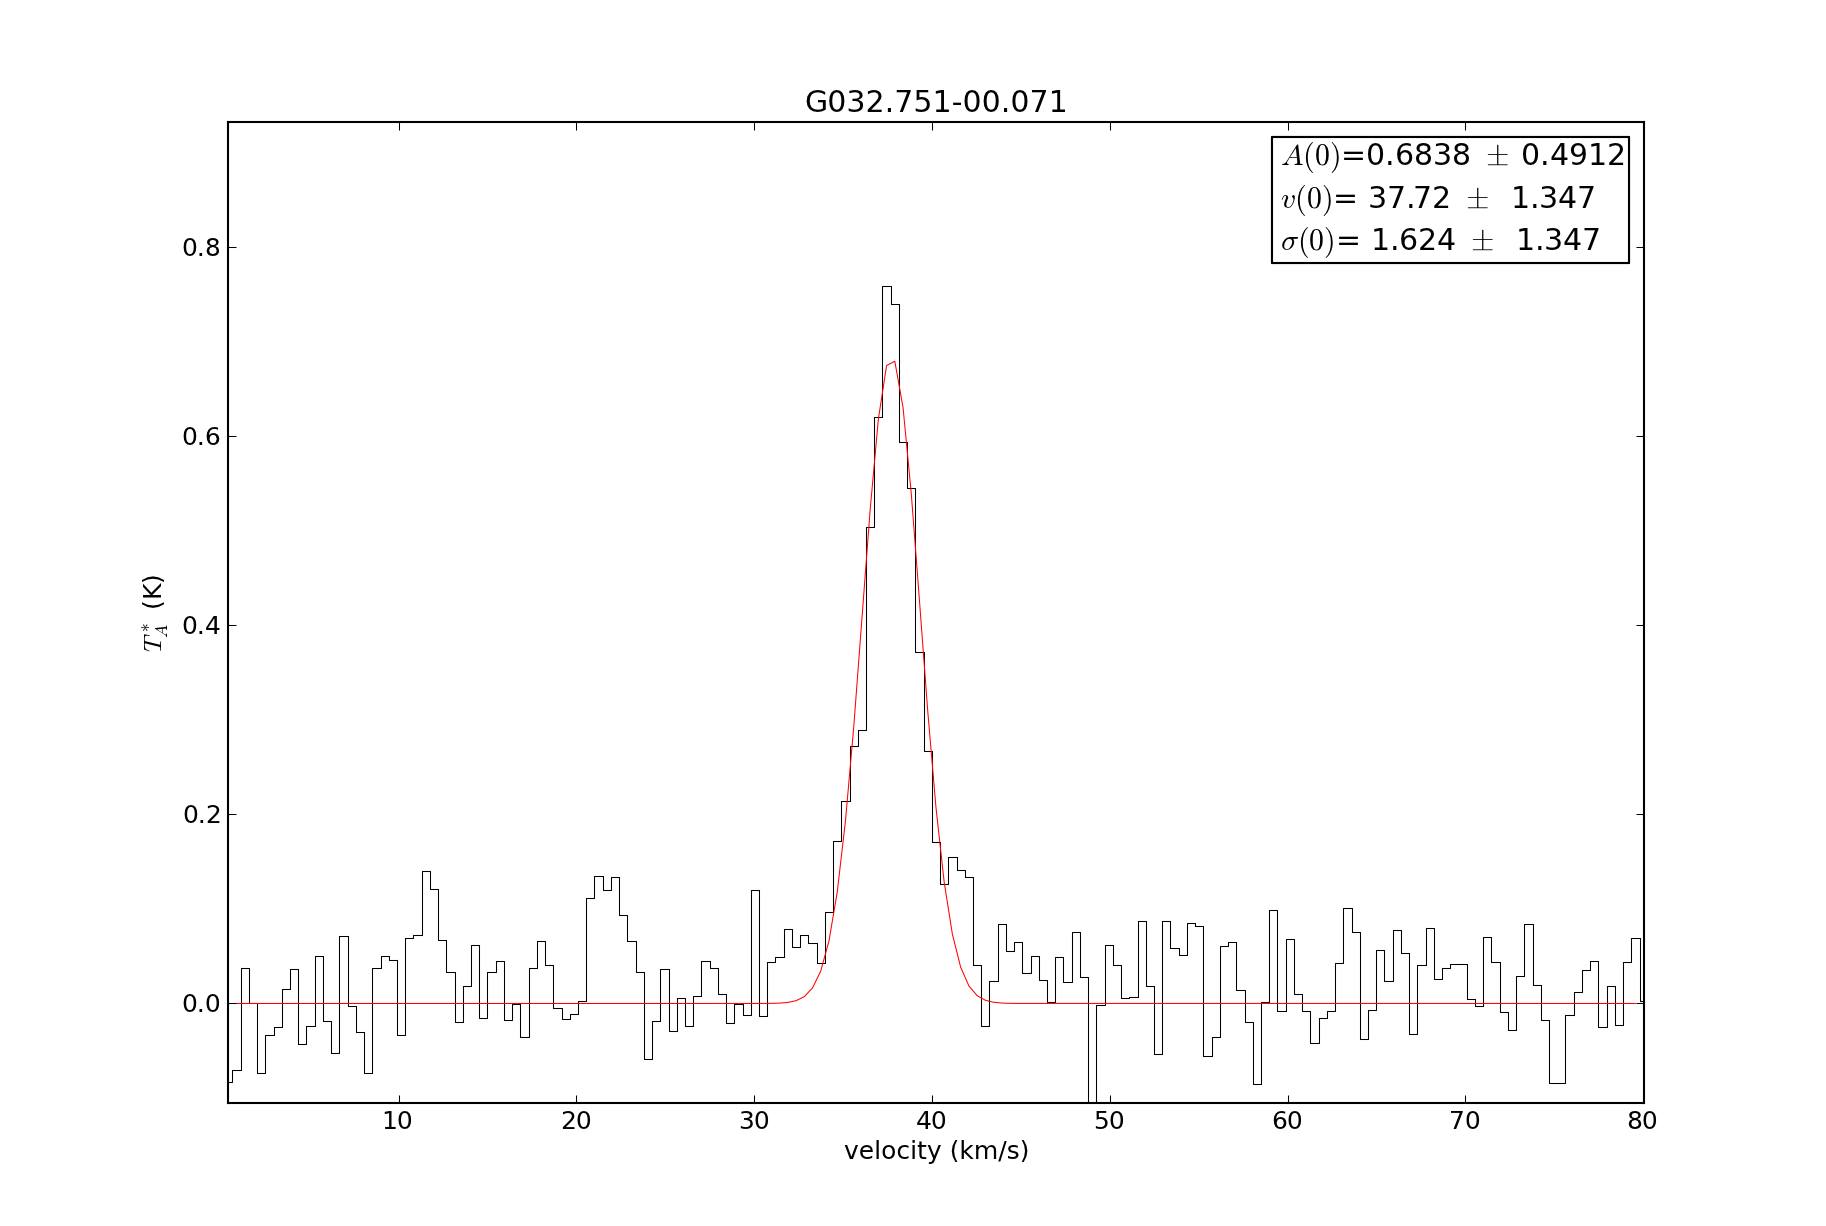 G032.751-00.071
A(0)=0.6838 ± 0.4912
v(0)= 37.72 ± 1.347
σ(0)= 1.624 ± 1.347
0.8
0.6
0.4
0.2
0.0
T*A (K)
10 20 30 40 50 60 70 80
velocity (km/s)